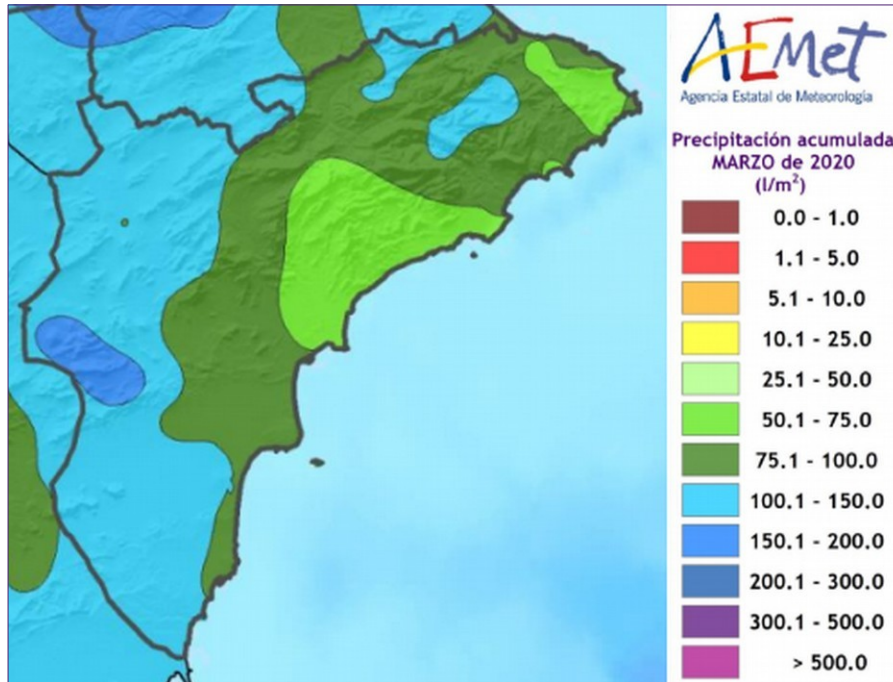 AEMet
Agencia Estatal de Meteorología
Precipitación acumulada
MARZO de 2020
(l/m²)
0.0 - 1.0
1.1 - 5.0
5.1 - 10.0
10.1 - 25.0
25.1 - 50.0
50.1 - 75.0
75.1 - 100.0
100.1 - 150.0
150.1 - 200.0
200.1 - 300.0
300.1 - 500.0
> 500.0